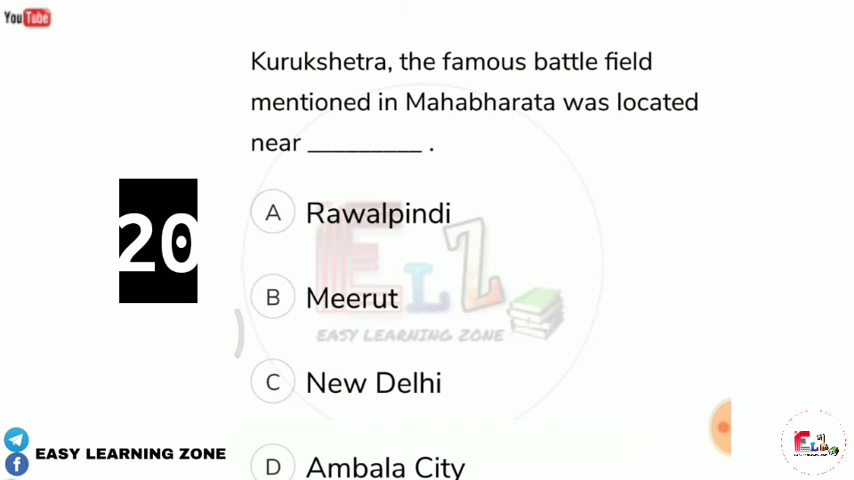 YouTube
Kurukshetra, the famous battle field
mentioned in Mahabharata was located
near _________ .
20
A Rawalpindi
B Meerut
C New Delhi
D Ambala City
ELZ
EASY LEARNING ZONE
EASY LEARNING ZONE